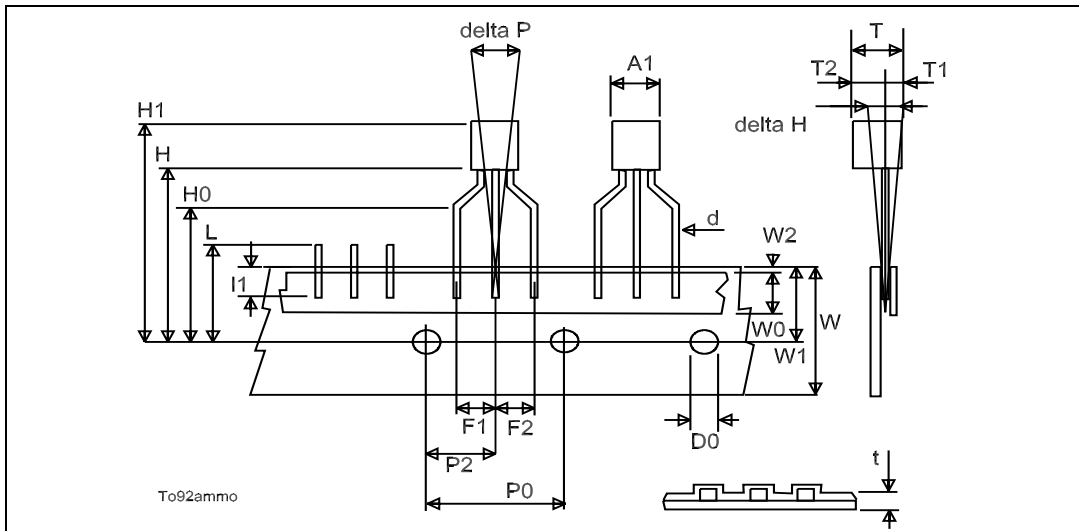 delta P
T
A1
T2
T1
H1
delta H
H
H0
d
L
W2
I1
W0
W
W1
F1
F2
D0
P2
t
P0
To92ammo